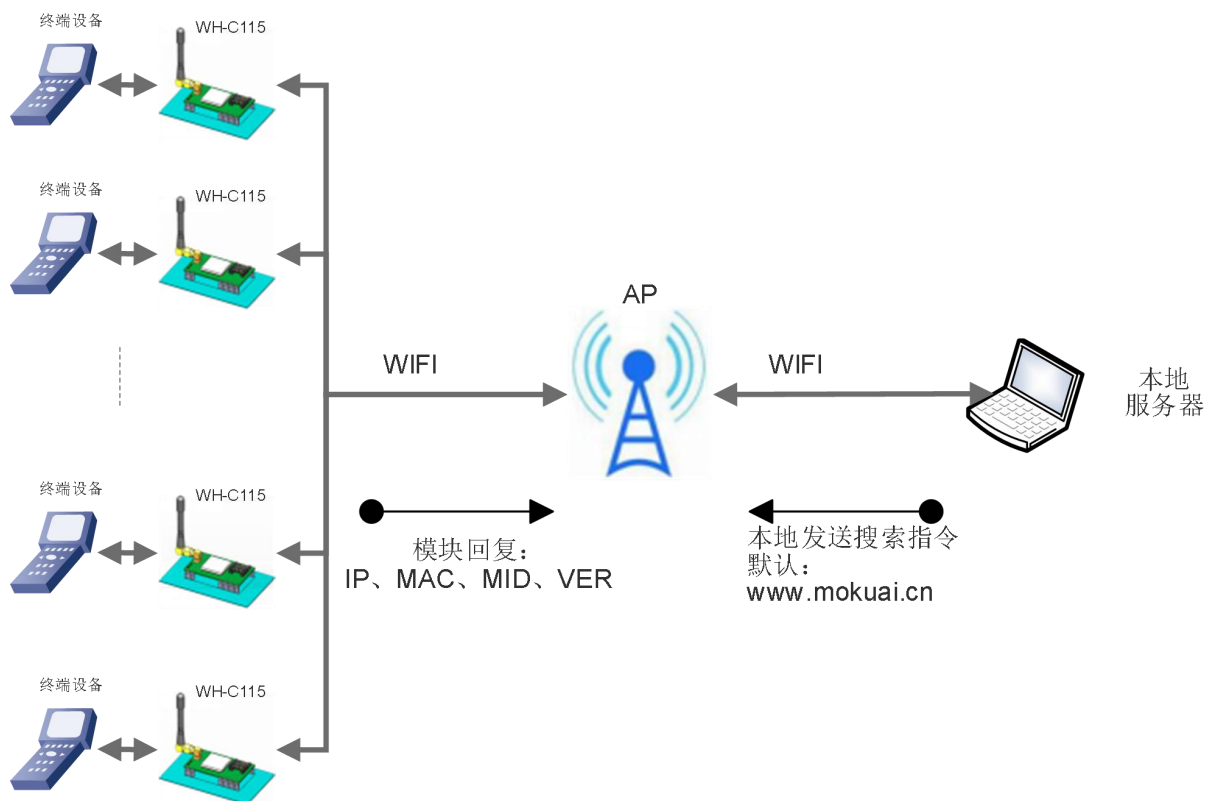 终端设备
WH-C115
终端设备
WH-C115
AP
WIFI
WIFI
本地
服务器
终端设备
WH-C115
模块回复：
IP、MAC、MID、VER
本地发送搜索指令
默认：
www.mokuai.cn
终端设备
WH-C115